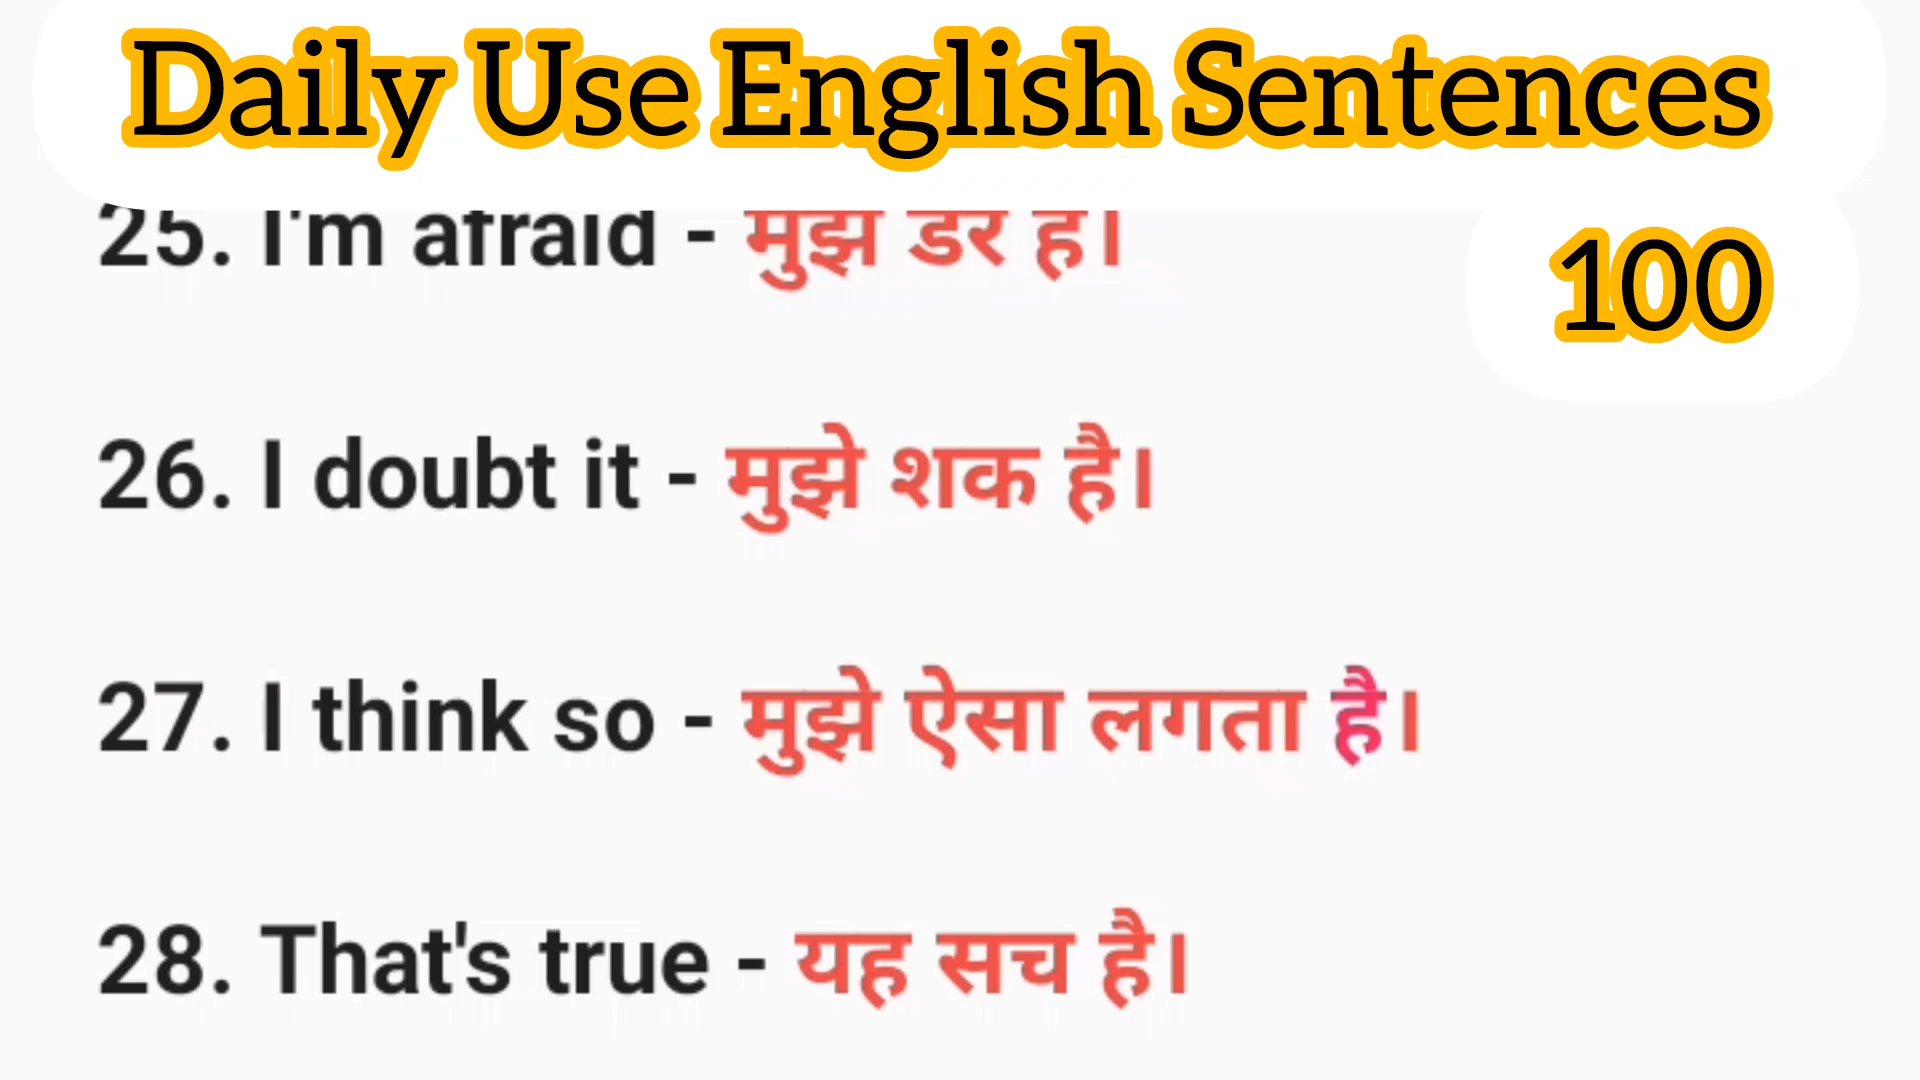 Daily Use English Sentences
100
25. I'm afraid - मुझे डर है।
26. I doubt it - मुझे शक है।
27. I think so - मुझे ऐसा लगता है।
28. That's true - यह सच है।